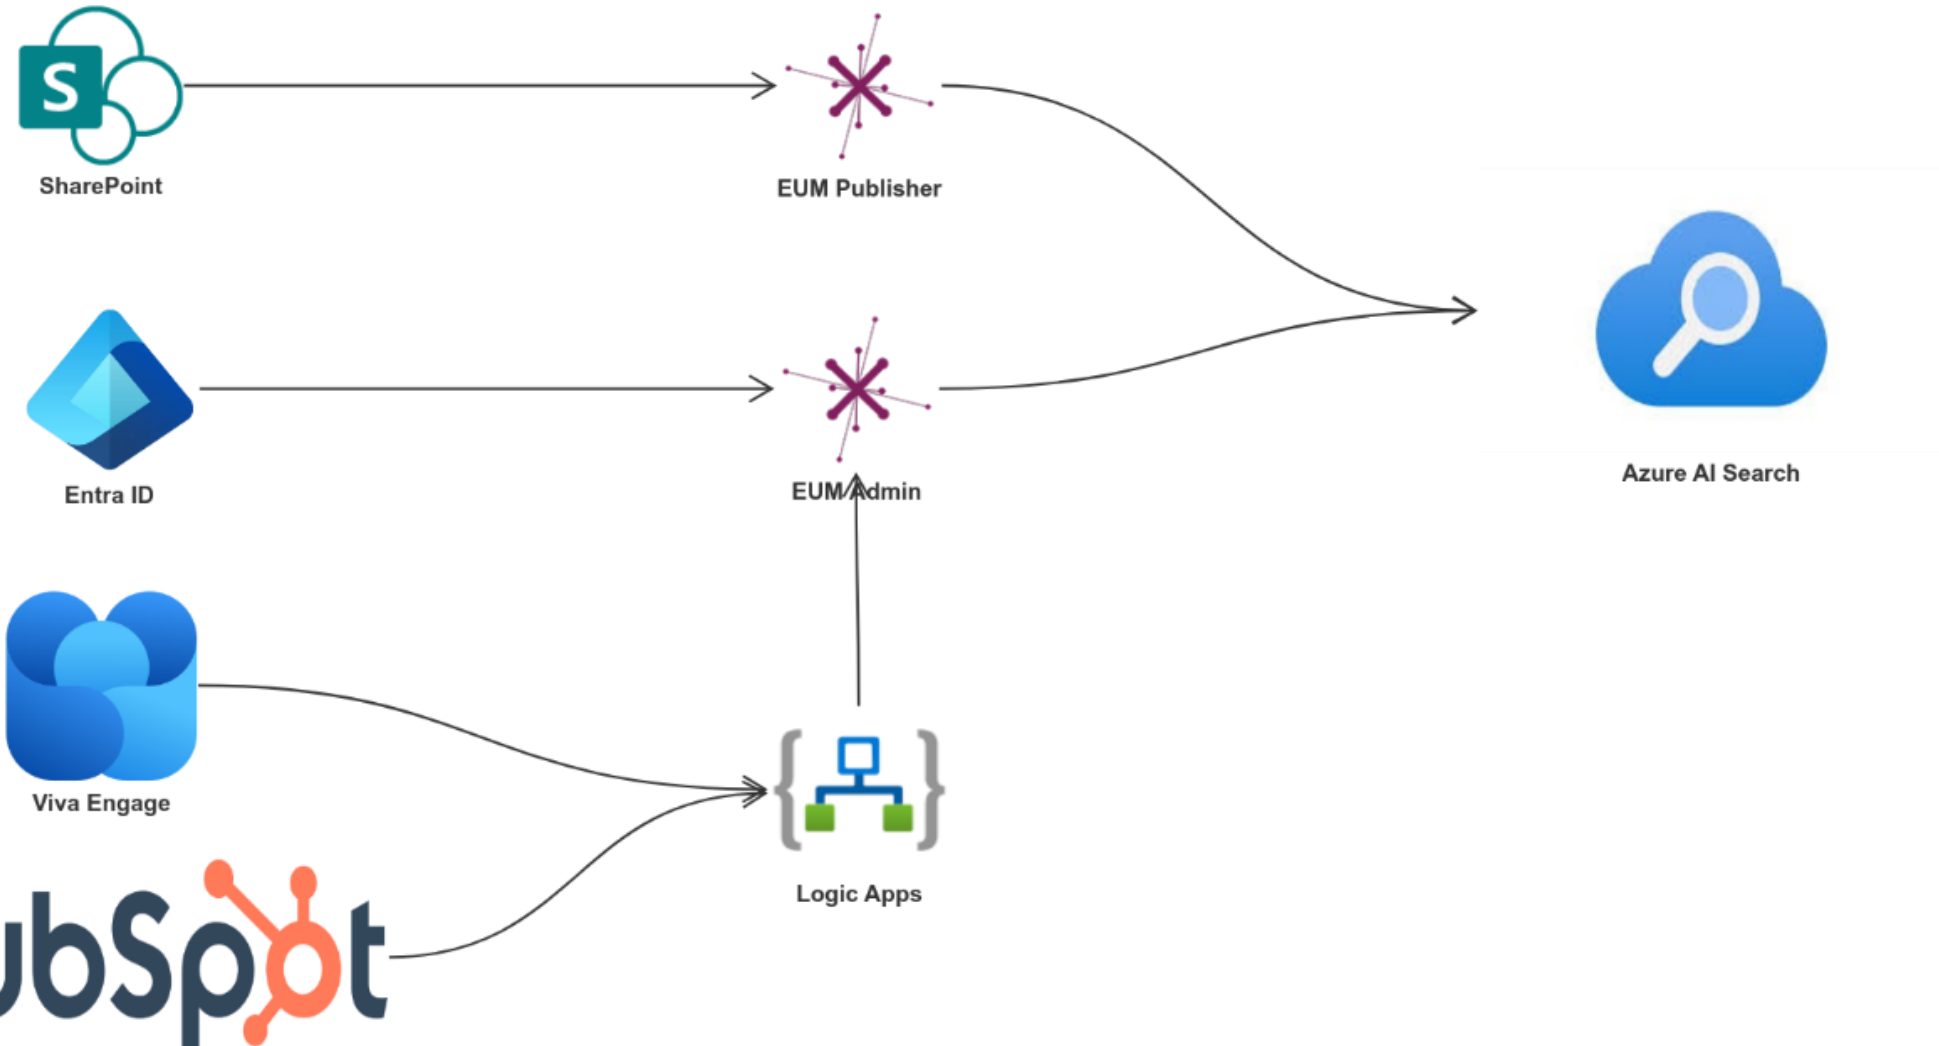 S
SharePoint
EUM Publisher
Entra ID
EUM Admin
Azure AI Search
Viva Engage
Logic Apps
ubSpot